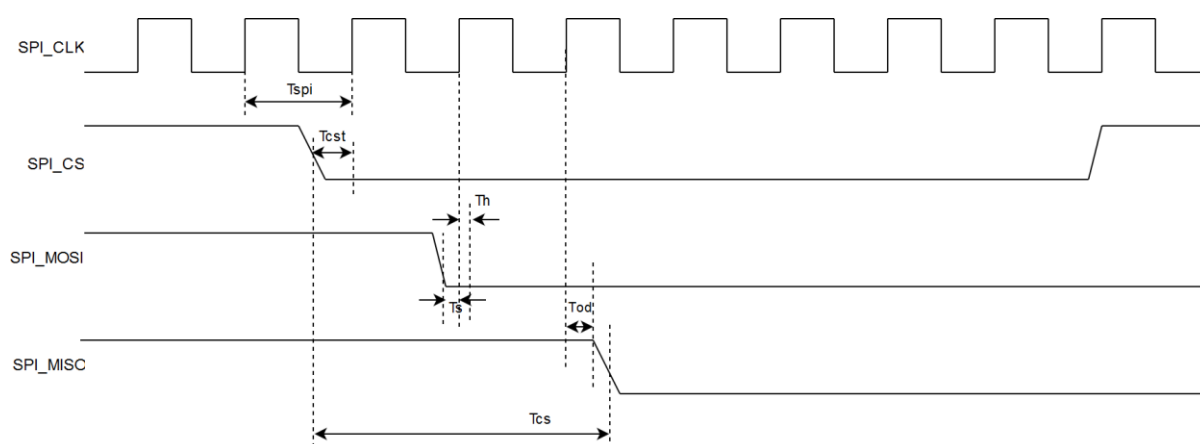 SPI_CLK
Tspi
Tcst
SPI_CS
Th
SPI_MOSI
Ts
Tod
SPI_MISO
Tcs